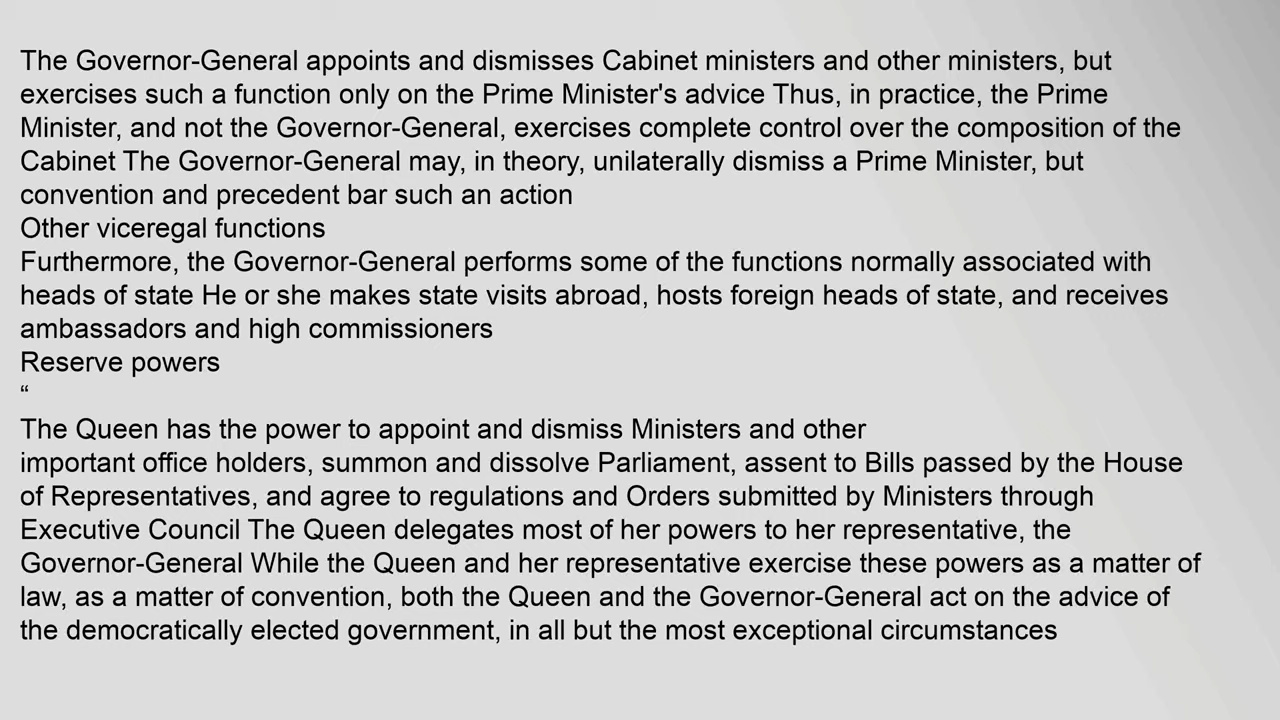 The Governor-General appoints and dismisses Cabinet ministers and other ministers, but
exercises such a function only on the Prime Minister's advice Thus, in practice, the Prime
Minister, and not the Governor-General, exercises complete control over the composition of the
Cabinet The Governor-General may, in theory, unilaterally dismiss a Prime Minister, but
convention and precedent bar such an action
Other viceregal functions
Furthermore, the Governor-General performs some of the functions normally associated with
heads of state He or she makes state visits abroad, hosts foreign heads of state, and receives
ambassadors and high commissioners
Reserve powers
“
The Queen has the power to appoint and dismiss Ministers and other
important office holders, summon and dissolve Parliament, assent to Bills passed by the House
of Representatives, and agree to regulations and Orders submitted by Ministers through
Executive Council The Queen delegates most of her powers to her representative, the
Governor-General While the Queen and her representative exercise these powers as a matter of
law, as a matter of convention, both the Queen and the Governor-General act on the advice of
the democratically elected government, in all but the most exceptional circumstances